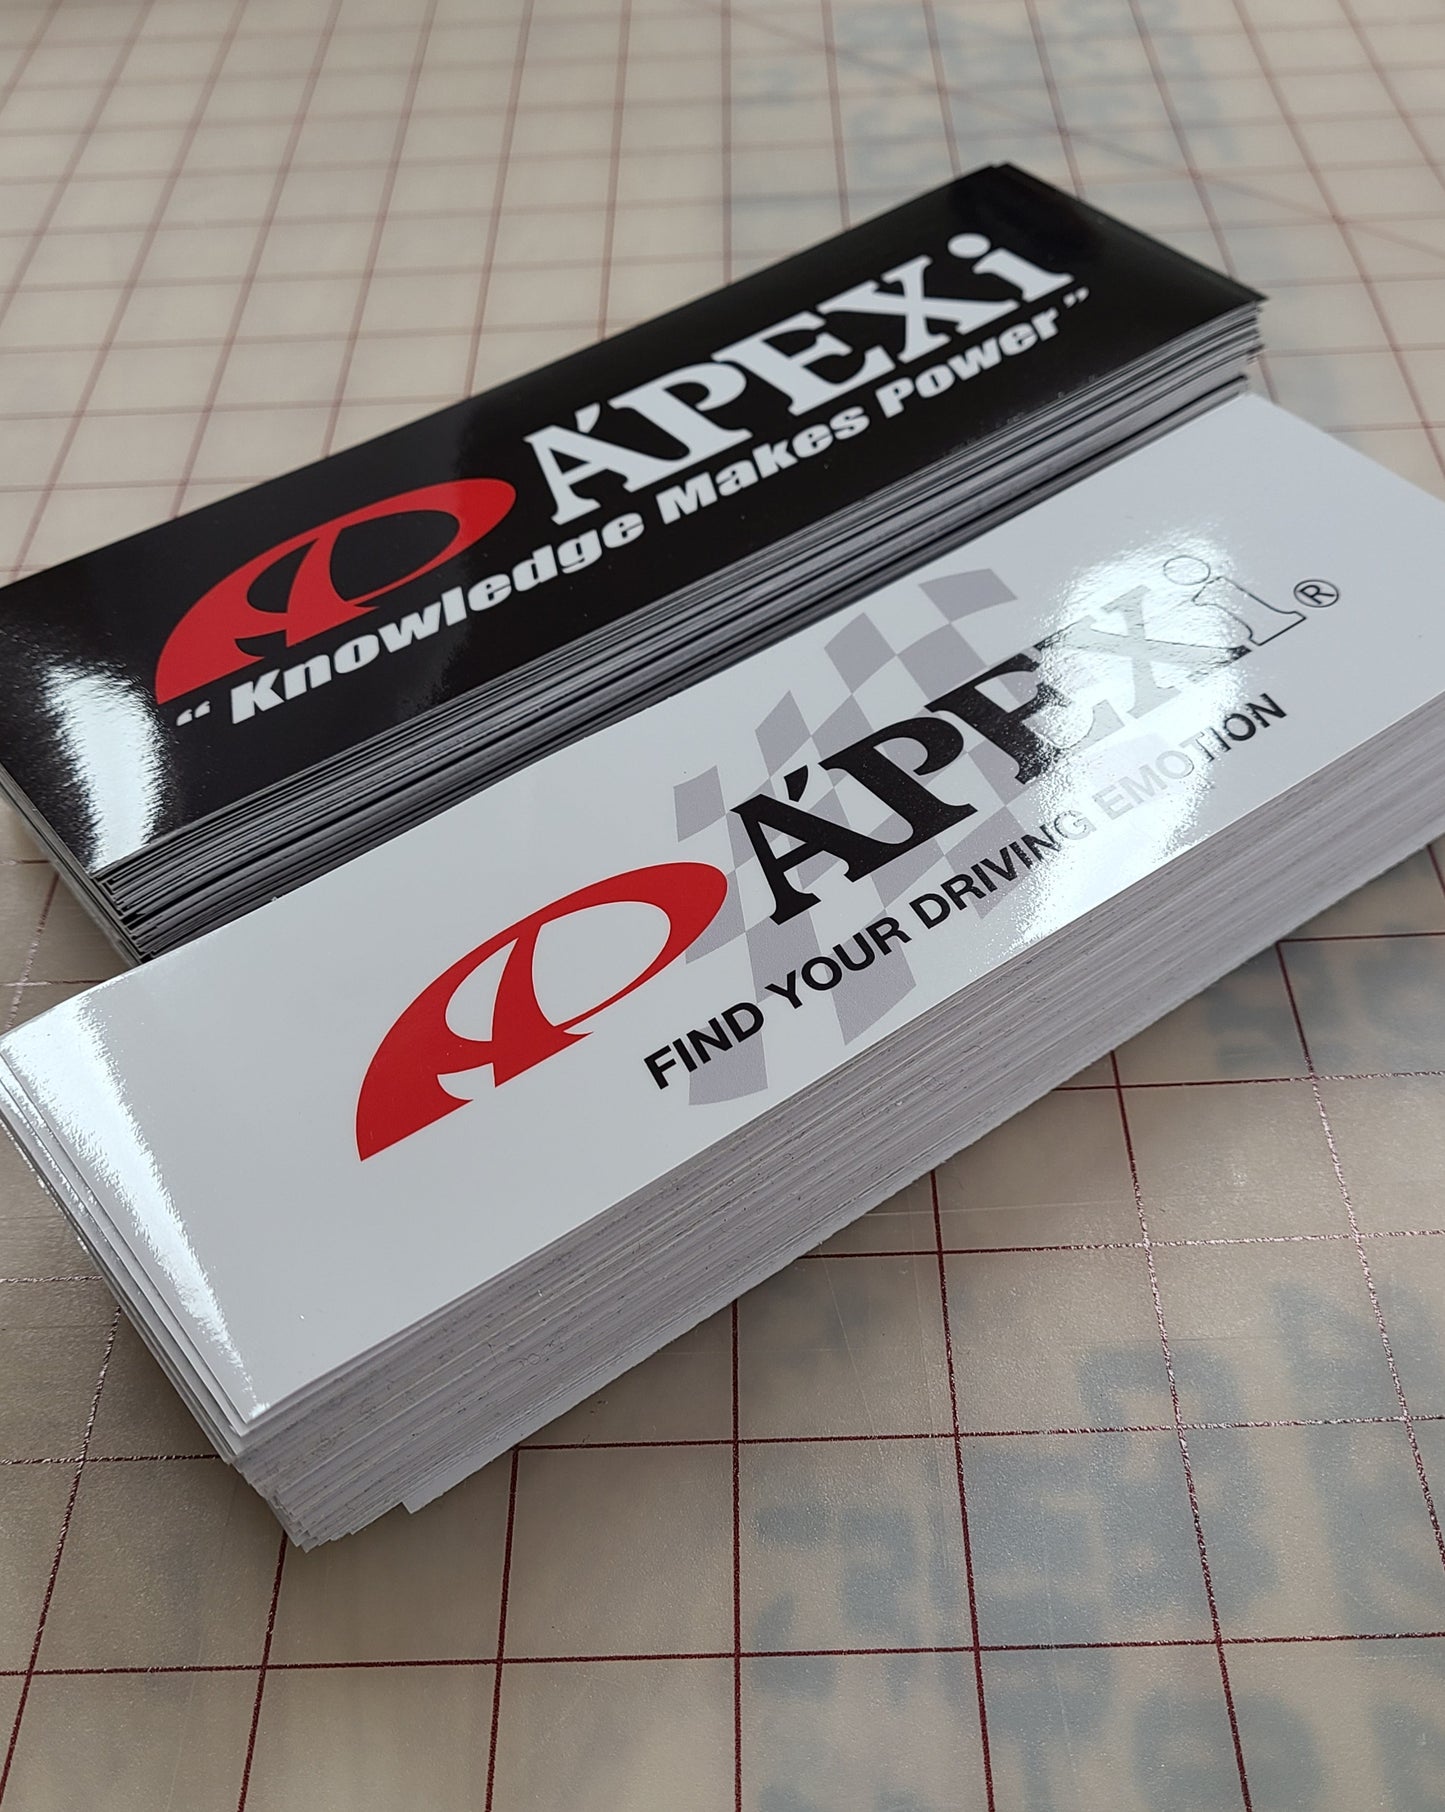 A'PEXi
“Knowledge Makes Power”
A'PEXi®
FIND YOUR DRIVING EMOTION